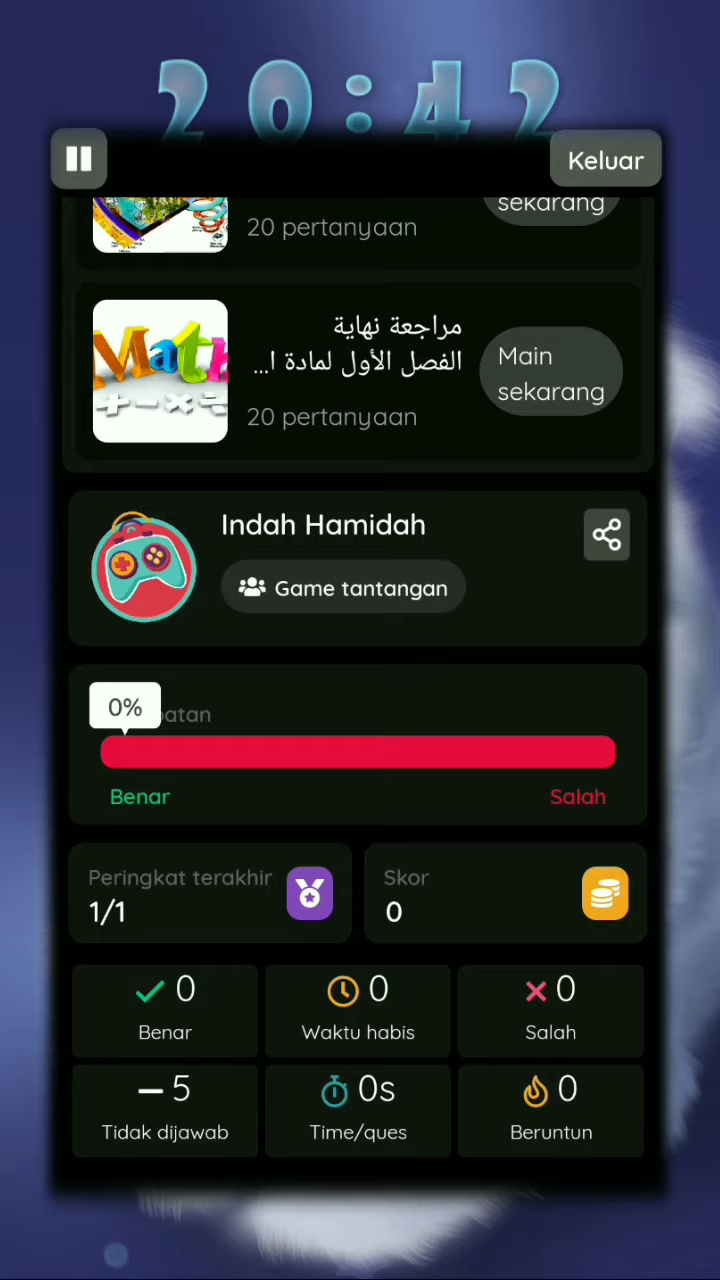 20:42
Keluar
sekarang
20 pertanyaan
Math
مراجعة نهاية
الفصل الأول لمادة ا...
Main
sekarang
20 pertanyaan
Indah Hamidah
Game tantangan
0%
patan
Benar
Salah
Peringkat terakhir
1/1
Skor
0
0
Benar
0
Waktu habis
0
Salah
5
Tidak dijawab
0s
Time/ques
0
Beruntun